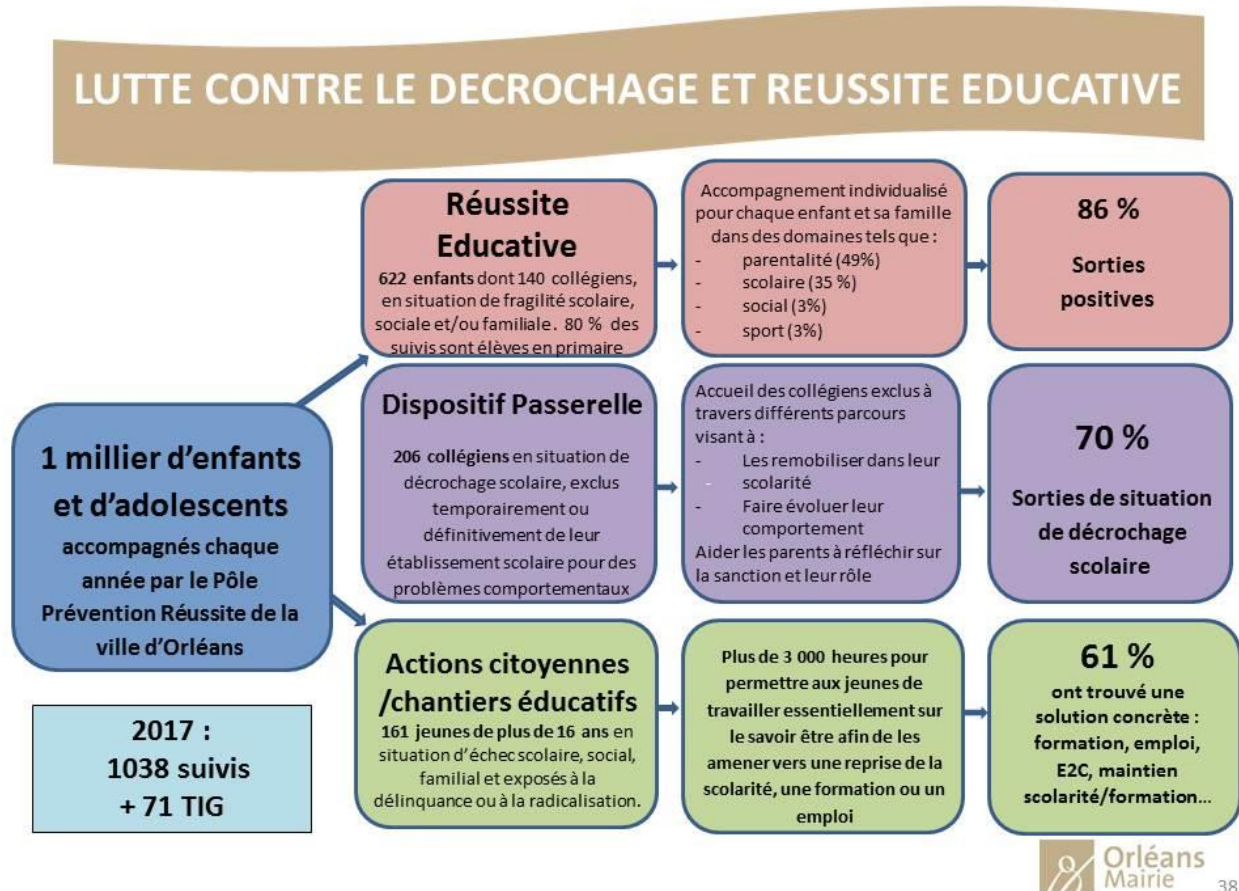 LUTTE CONTRE LE DECROCHAGE ET REUSSITE EDUCATIVE
1 millier d'enfants
et d'adolescents
accompagnés chaque
année par le Pôle
Prévention Réussite de la
ville d'Orléans
2017 :
1038 suivis
+ 71 TIG
Réussite
Educative
622 enfants dont 140 collégiens,
en situation de fragilité scolaire,
sociale et/ou familiale. 80 % des
suivis sont élèves en primaire
Accompagnement individualisé
pour chaque enfant et sa famille
dans des domaines tels que :
- parentalité (49%)
- scolaire (35 %)
- social (3%)
- sport (3%)
86 %
Sorties
positives
Dispositif Passerelle
206 collégiens en situation de
décrochage scolaire, exclus
temporairement ou
définitivement de leur
établissement scolaire pour des
problèmes comportementaux
Accueil des collégiens exclus à
travers différents parcours
visant à :
- Les remobiliser dans leur
- scolarité
- Faire évoluer leur
comportement
Aider les parents à réfléchir sur
la sanction et leur rôle
70 %
Sorties de situation
de décrochage
scolaire
Actions citoyennes
/chantiers éducatifs
161 jeunes de plus de 16 ans en
situation d'échec scolaire, social,
familial et exposés à la
délinquance ou à la radicalisation.
Plus de 3 000 heures pour
permettre aux jeunes de
travailler essentiellement sur
le savoir être afin de les
amener vers une reprise de la
scolarité, une formation ou un
emploi
61 %
ont trouvé une
solution concrète :
formation, emploi,
E2C, maintien
scolarité/formation...
Orléans
Mairie
38